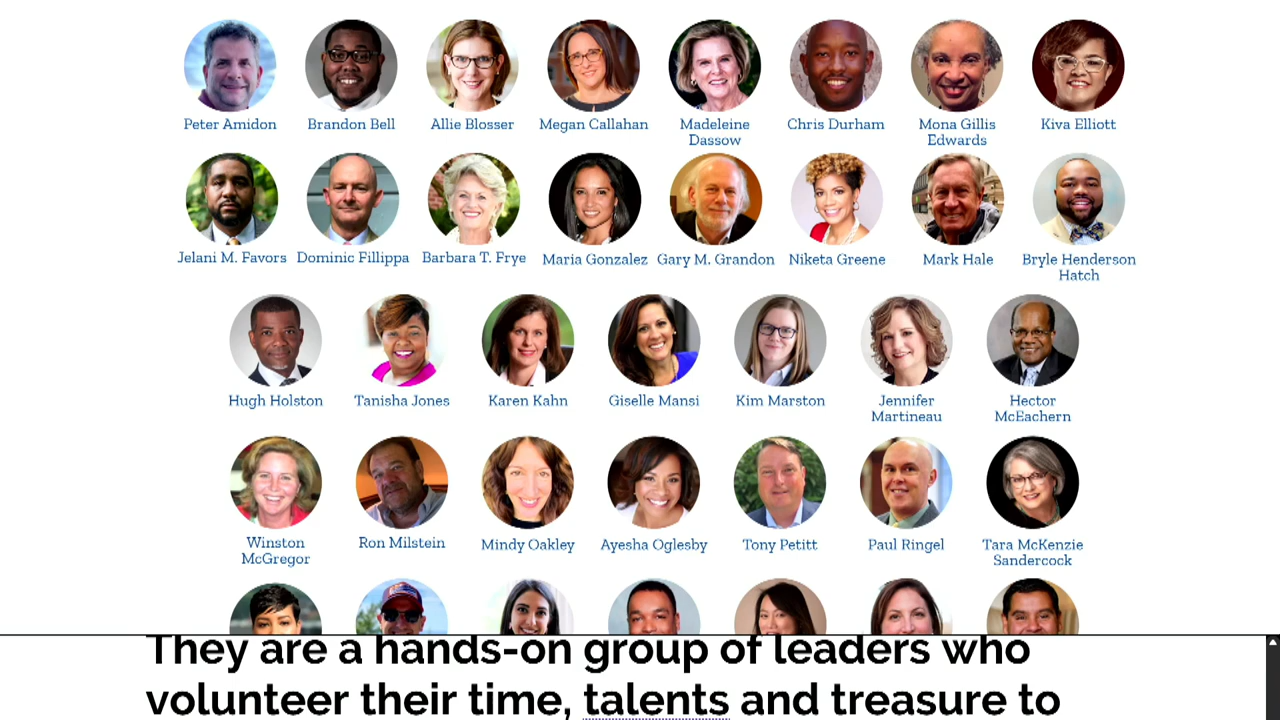 Peter Amidon Brandon Bell Allie Blosser Megan Callahan Madeleine Chris Durham Mona Gillis Kiva Elliott
Dassow Edwards
Jelani M. Favors Dominic Fillippa Barbara T. Frye Maria Gonzalez Gary M. Grandon Niketa Greene Mark Hale Bryle Henderson
Hatch
Hugh Holston Tanisha Jones Karen Kahn Giselle Mansi Kim Marston Jennifer Hector
Martineau McEachern
Winston Ron Milstein Mindy Oakley Ayesha Oglesby Tony Petitt Paul Ringel Tara McKenzie
McGregor Sandercock
They are a hands-on group of leaders who
volunteer their time, talents and treasure to